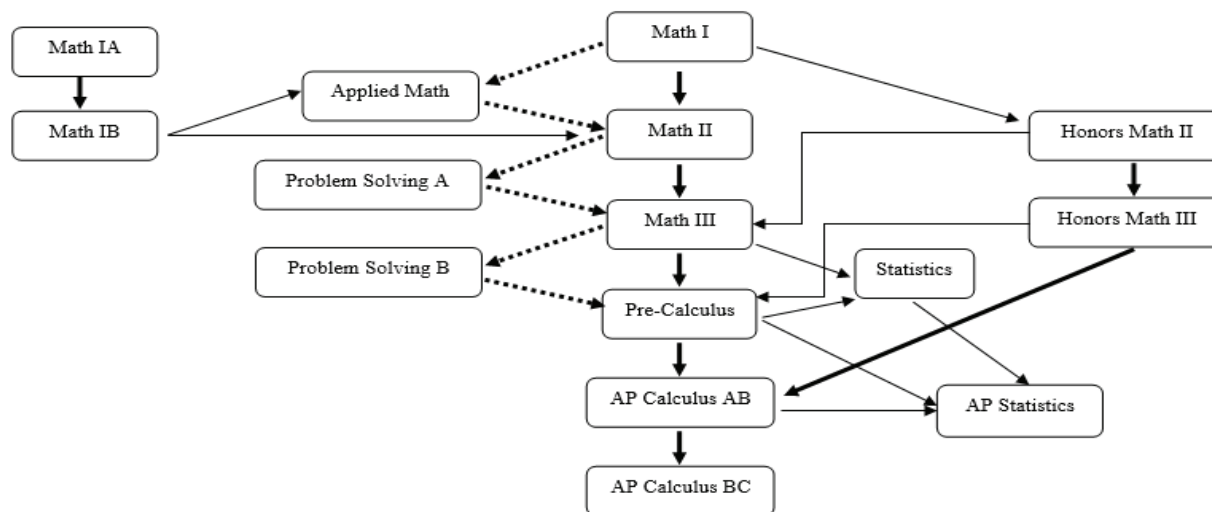 Math IA
Math I
Applied Math
Math IB
Math II
Honors Math II
Problem Solving A
Math III
Honors Math III
Problem Solving B
Statistics
Pre-Calculus
AP Calculus AB
AP Statistics
AP Calculus BC